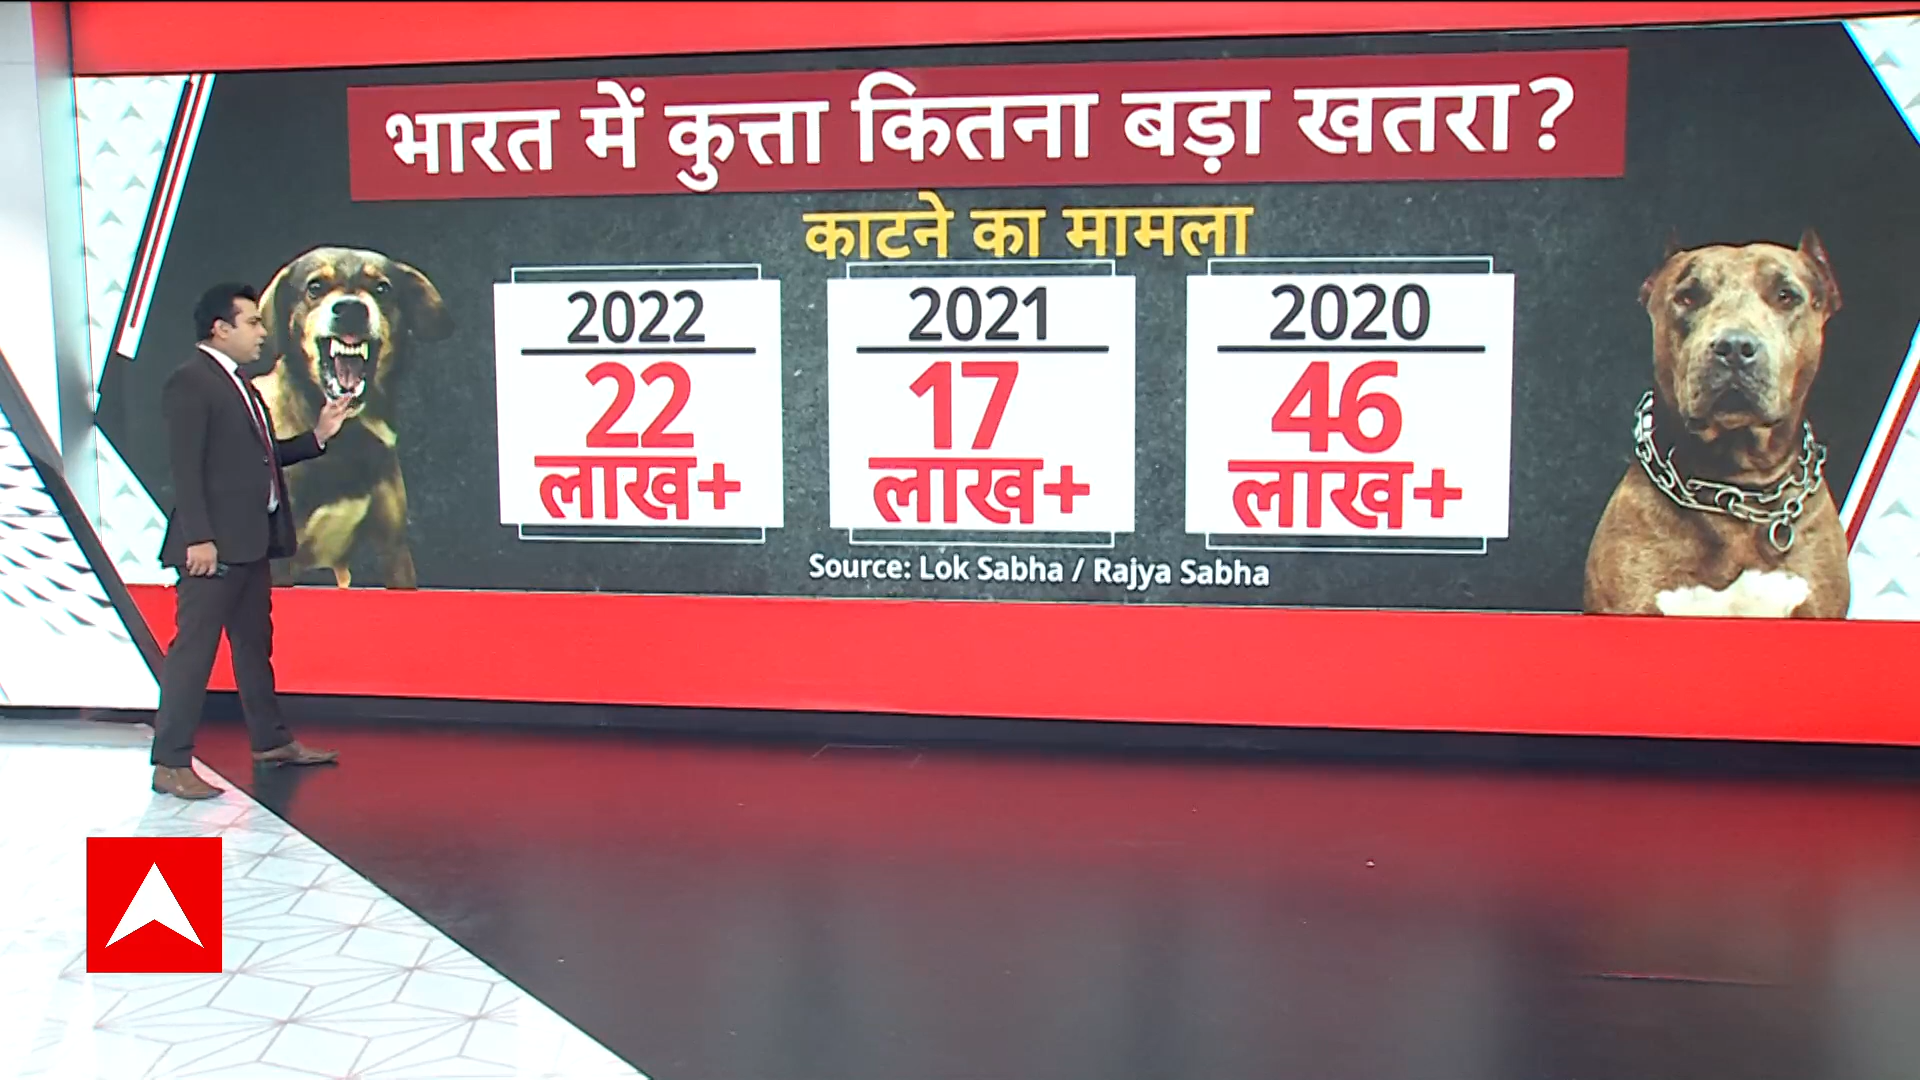 भारत में कुत्ता कितना बड़ा खतरा?
काटने का मामला
2022
22
लाख+
2021
17
लाख+
2020
46
लाख+
Source: Lok Sabha / Rajya Sabha